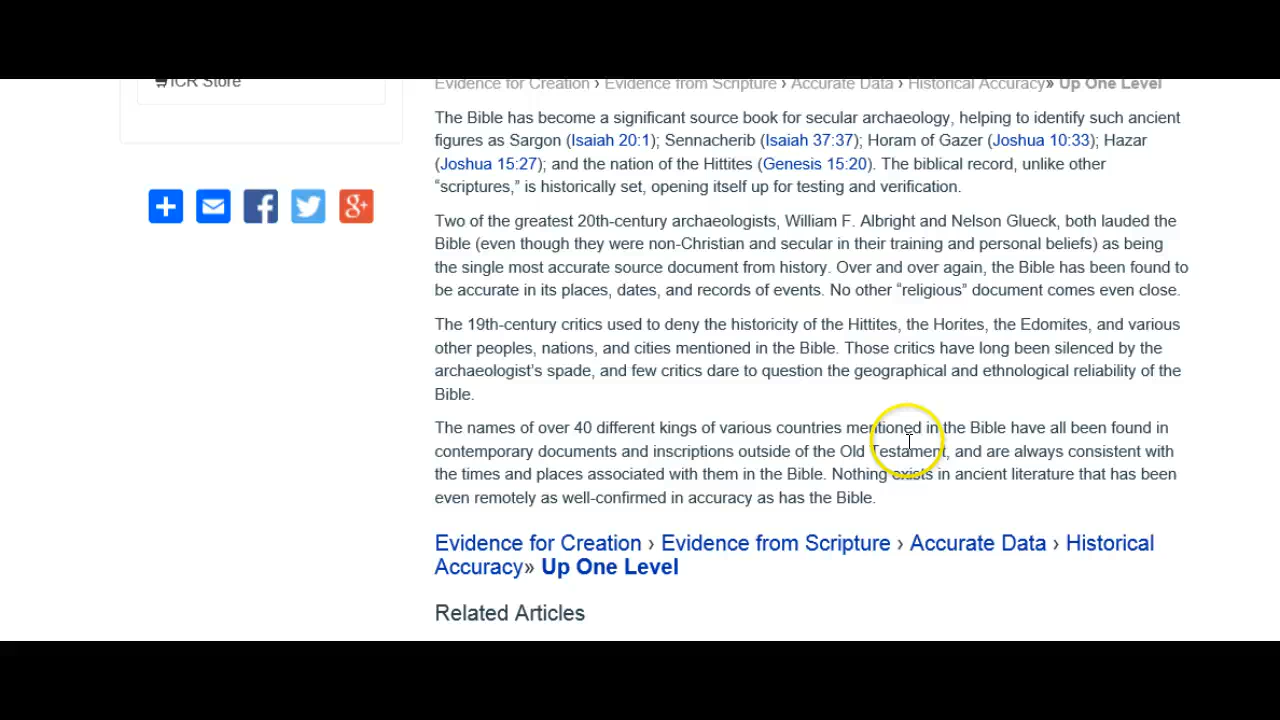 ICR Store
Evidence for Creation › Evidence from Scripture › Accurate Data › Historical Accuracy» Up One Level
The Bible has become a significant source book for secular archaeology, helping to identify such ancient
figures as Sargon (Isaiah 20:1); Sennacherib (Isaiah 37:37); Horam of Gazer (Joshua 10:33); Hazar
(Joshua 15:27); and the nation of the Hittites (Genesis 15:20). The biblical record, unlike other
“scriptures,” is historically set, opening itself up for testing and verification.
Two of the greatest 20th-century archaeologists, William F. Albright and Nelson Glueck, both lauded the
Bible (even though they were non-Christian and secular in their training and personal beliefs) as being
the single most accurate source document from history. Over and over again, the Bible has been found to
be accurate in its places, dates, and records of events. No other “religious” document comes even close.
The 19th-century critics used to deny the historicity of the Hittites, the Horites, the Edomites, and various
other peoples, nations, and cities mentioned in the Bible. Those critics have long been silenced by the
archaeologist’s spade, and few critics dare to question the geographical and ethnological reliability of the
Bible.
The names of over 40 different kings of various countries mentioned in the Bible have all been found in
contemporary documents and inscriptions outside of the Old Testament, and are always consistent with
the times and places associated with them in the Bible. Nothing exists in ancient literature that has been
even remotely as well-confirmed in accuracy as has the Bible.
Evidence for Creation › Evidence from Scripture › Accurate Data › Historical
Accuracy» Up One Level
Related Articles